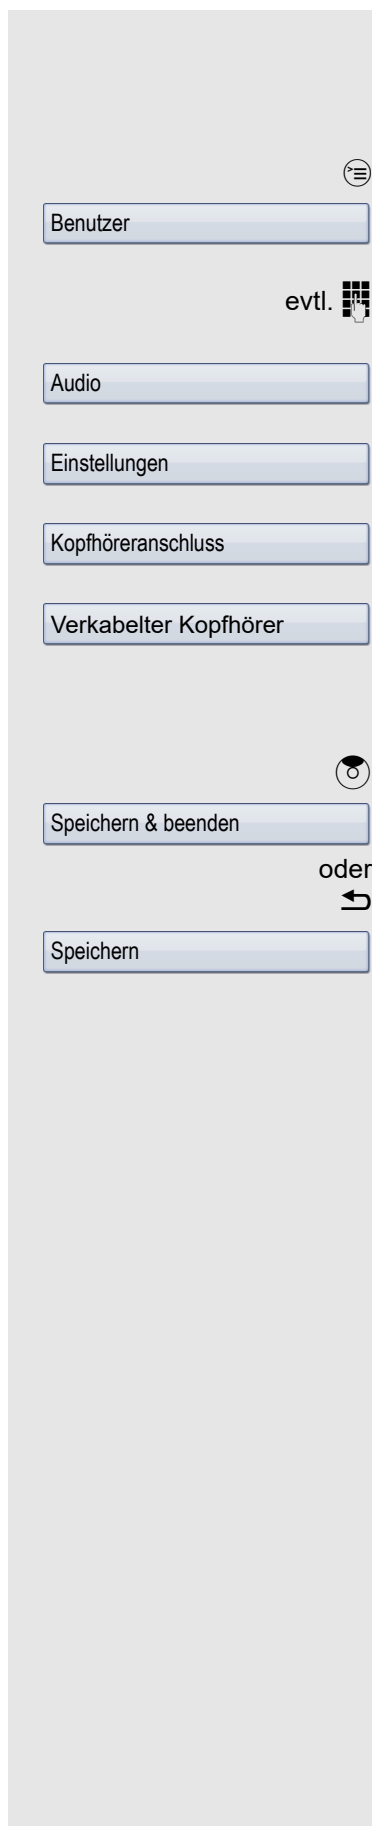 Benutzer
evtl.
Audio
Einstellungen
Kopfhöreranschluss
Verkabelter Kopfhörer
Speichern & beenden
oder
Speichern